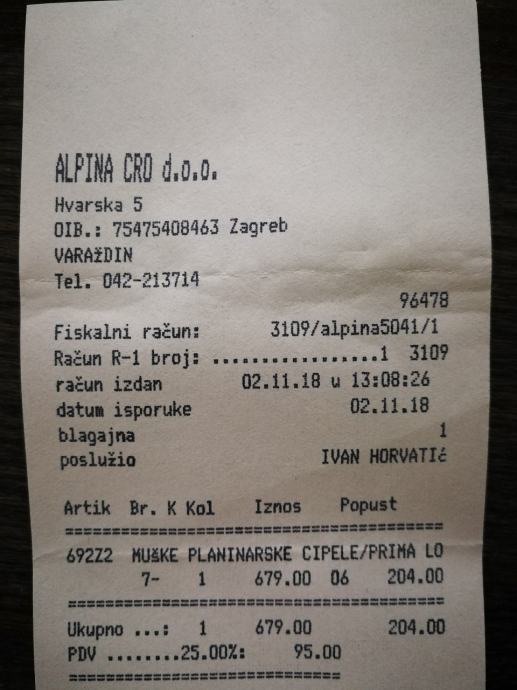 ALPINA CRO d.o.o.
Hvarska 5
OIB.: 75475408463 Zagreb
VARAŽDIN
Tel. 042-213714
96478
Fiskalni račun: 3109/alpina5041/1
Račun R-1 broj: .................1 3109
račun izdan 02.11.18 u 13:08:26
datum isporuke 02.11.18
blagajna 1
poslužio IVAN HORVATIć
Artik Br. K Kol Iznos Popust
==========================================
692Z2 MUŠKE PLANINARSKE CIPELE/PRIMA LO
7- 1 679.00 06 204.00
==========================================
Ukupno ...: 1 679.00 204.00
PDV ........25.00%: 95.00
==============================